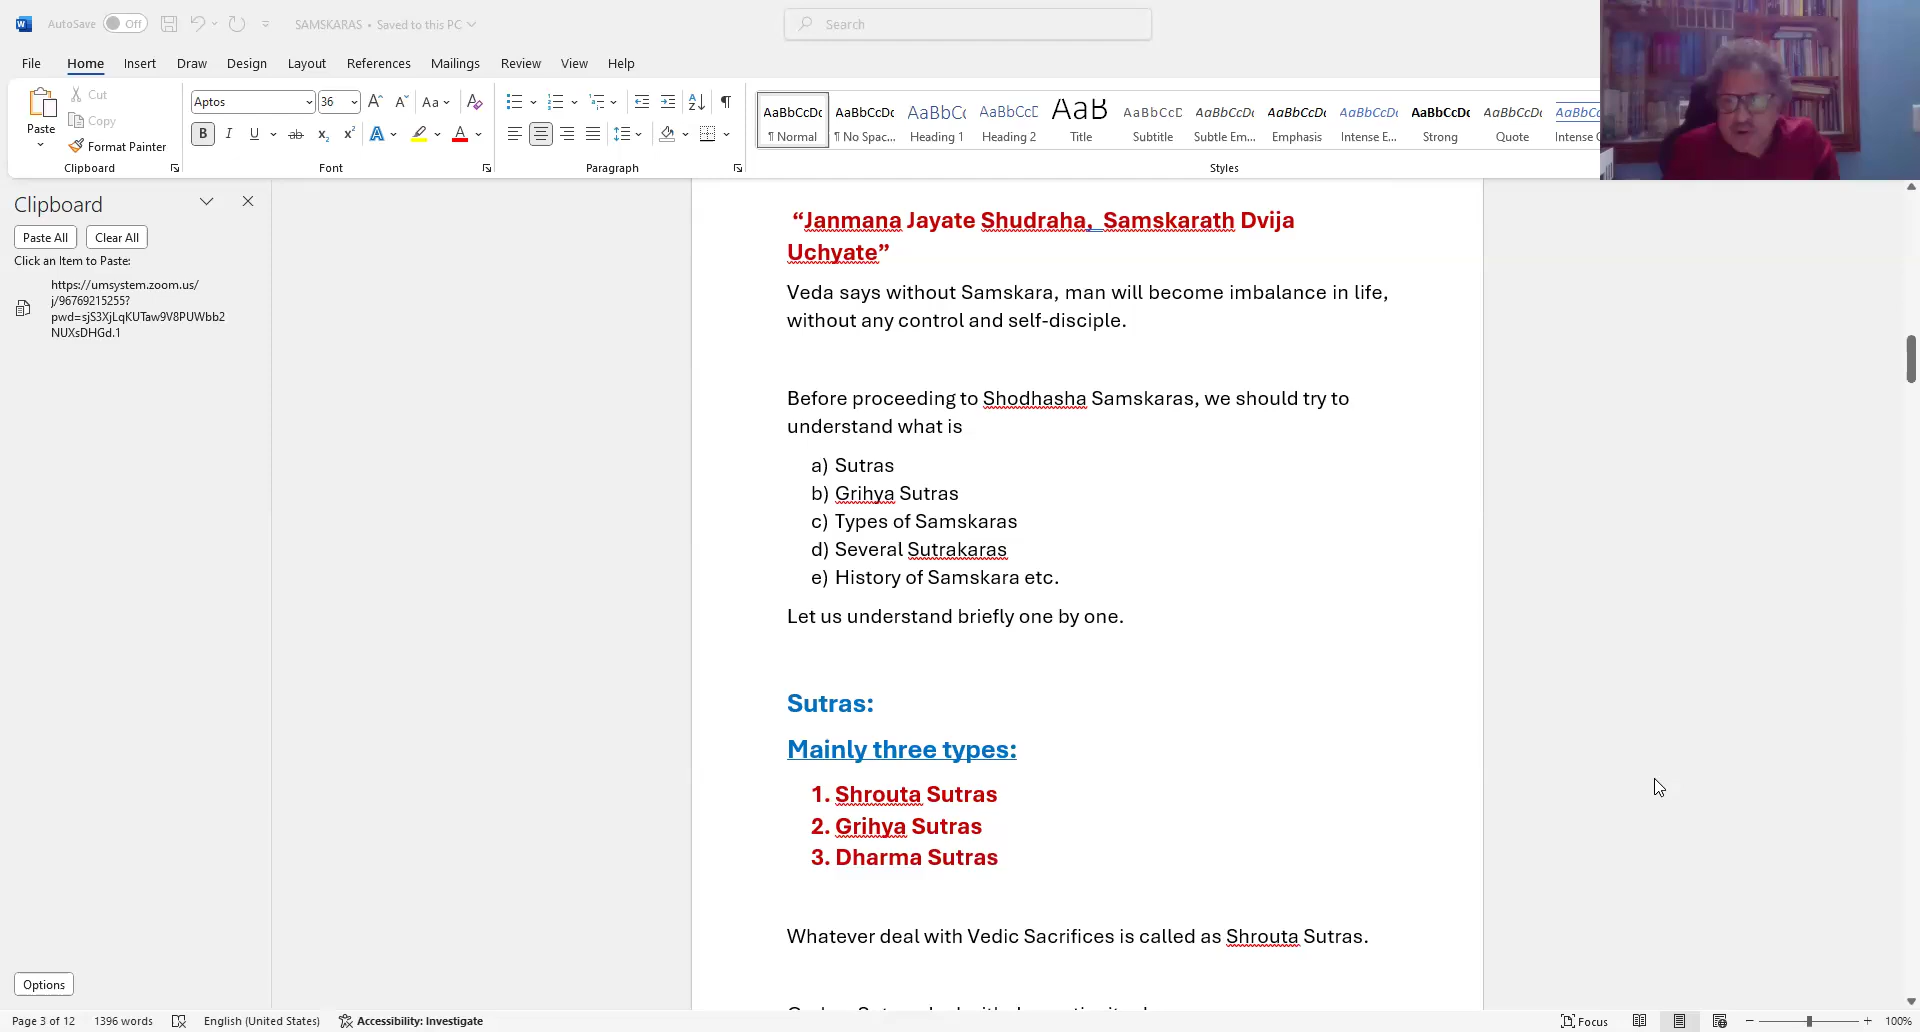 AutoSave Off SAMSKARAS • Saved to this PC Search
File Home Insert Draw Design Layout References Mailings Review View Help
Paste Cut Copy Format Painter
Clipboard
Aptos 36 Aa
B I U ab x₂ x² A A
Font
Paragraph
AaBbCcDc AaBbCcDc AaBbCc AaBbCcD AaB AaBbCcD AaBbCcDc AaBbCcDc AaBbCcDc AaBbCcDc AaBbCcDc AaBbCc
¶ Normal ¶ No Spac... Heading 1 Heading 2 Title Subtitle Subtle Em... Emphasis Intense E... Strong Quote Intense
Styles
Clipboard
Paste All Clear All
Click an Item to Paste:
https://umsystem.zoom.us/
j/96769215255?
pwd=sjS3XjLqKUTaw9V8PUWbb2
NUXsDHGd.1
Options
“Janmana Jayate Shudraha, Samskarath Dvija
Uchyate”
Veda says without Samskara, man will become imbalance in life,
without any control and self-disciple.
Before proceeding to Shodhasha Samskaras, we should try to
understand what is
a) Sutras
b) Grihya Sutras
c) Types of Samskaras
d) Several Sutrakaras
e) History of Samskara etc.
Let us understand briefly one by one.
Sutras:
Mainly three types:
1. Shrouta Sutras
2. Grihya Sutras
3. Dharma Sutras
Whatever deal with Vedic Sacrifices is called as Shrouta Sutras.
Page 3 of 12 1396 words English (United States) Accessibility: Investigate Focus 100%